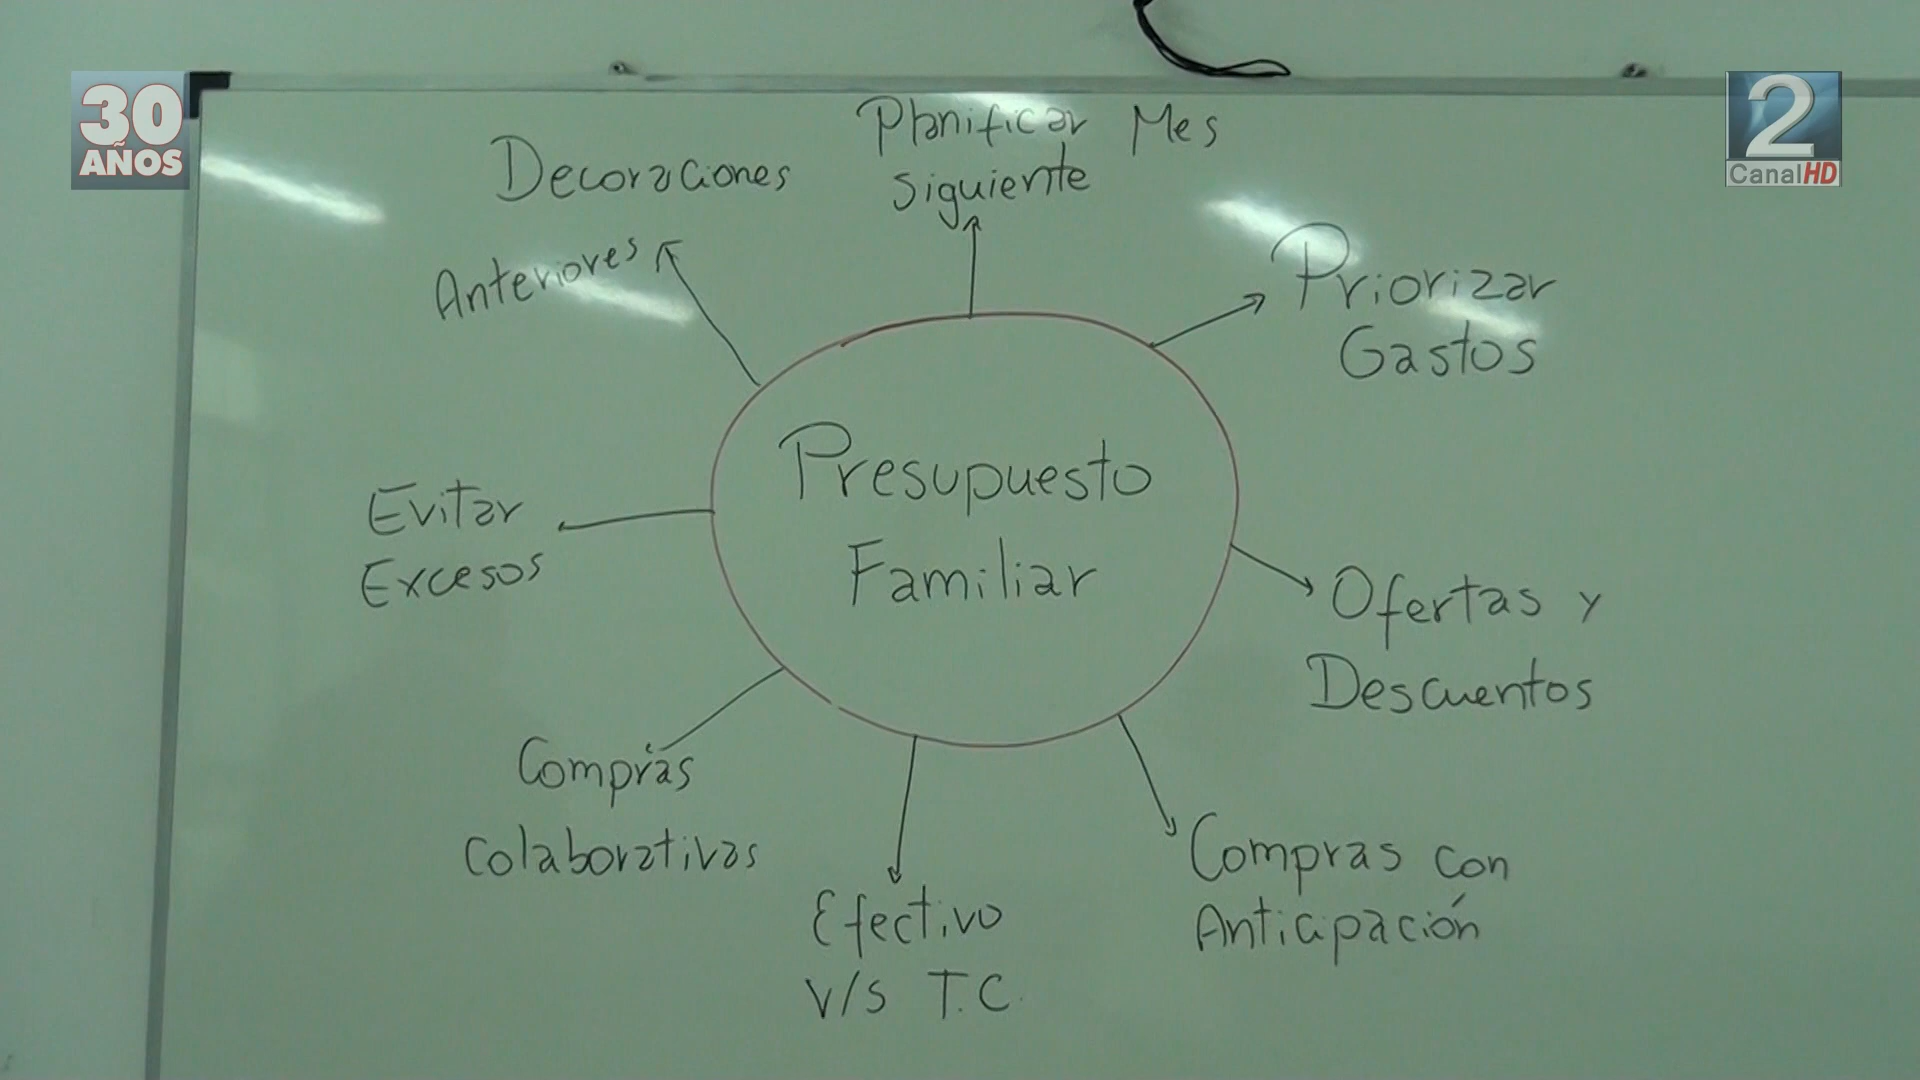 30
AÑOS
2
CanalHD
Planificar Mes
siguiente
Decoraciones
Anteriores
Priorizar
Gastos
Presupuesto
Familiar
Evitar
Excesos
Ofertas y
Descuentos
Compras
Colaborativas
Efectivo
V/S T.C.
Compras con
Anticipación